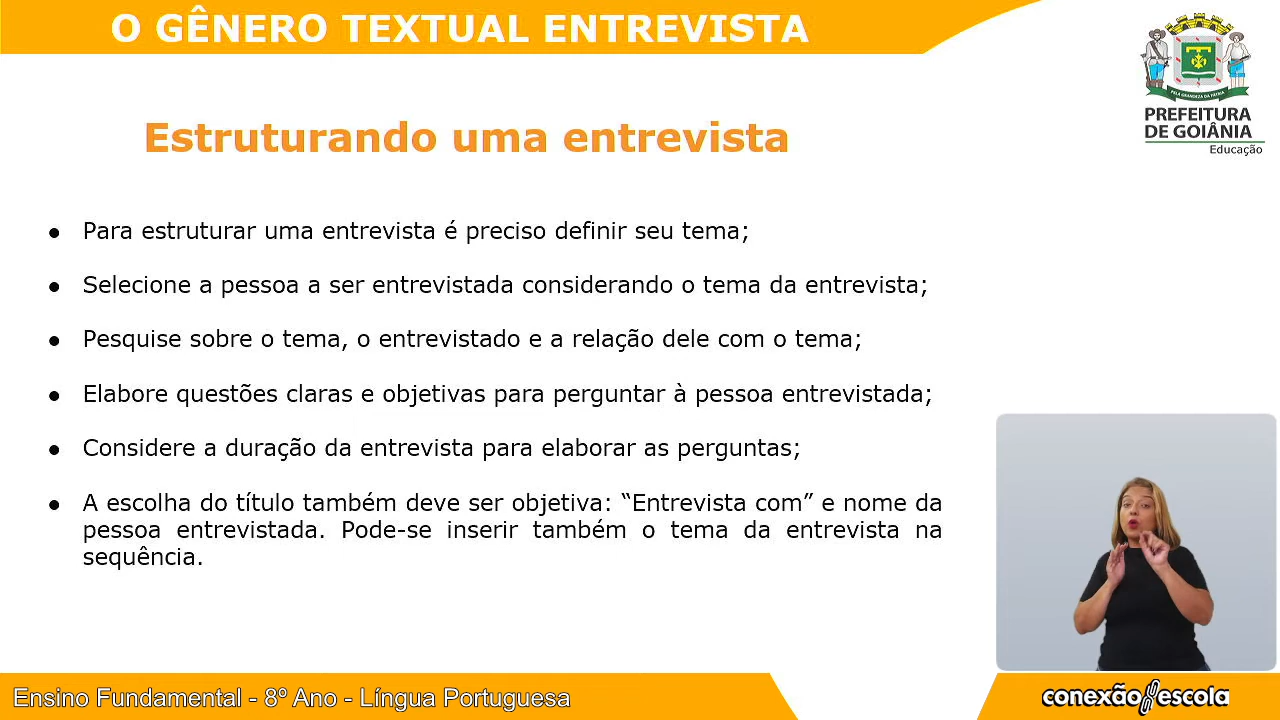 O GÊNERO TEXTUAL ENTREVISTA
PELA GRANDEZA DA PÁTRIA
PREFEITURA
DE GOIÂNIA
Educação
Estruturando uma entrevista
● Para estruturar uma entrevista é preciso definir seu tema;
● Selecione a pessoa a ser entrevistada considerando o tema da entrevista;
● Pesquise sobre o tema, o entrevistado e a relação dele com o tema;
● Elabore questões claras e objetivas para perguntar à pessoa entrevistada;
● Considere a duração da entrevista para elaborar as perguntas;
● A escolha do título também deve ser objetiva: “Entrevista com” e nome da
pessoa entrevistada. Pode-se inserir também o tema da entrevista na
sequência.
Ensino Fundamental - 8º Ano - Língua Portuguesa
conexão escola